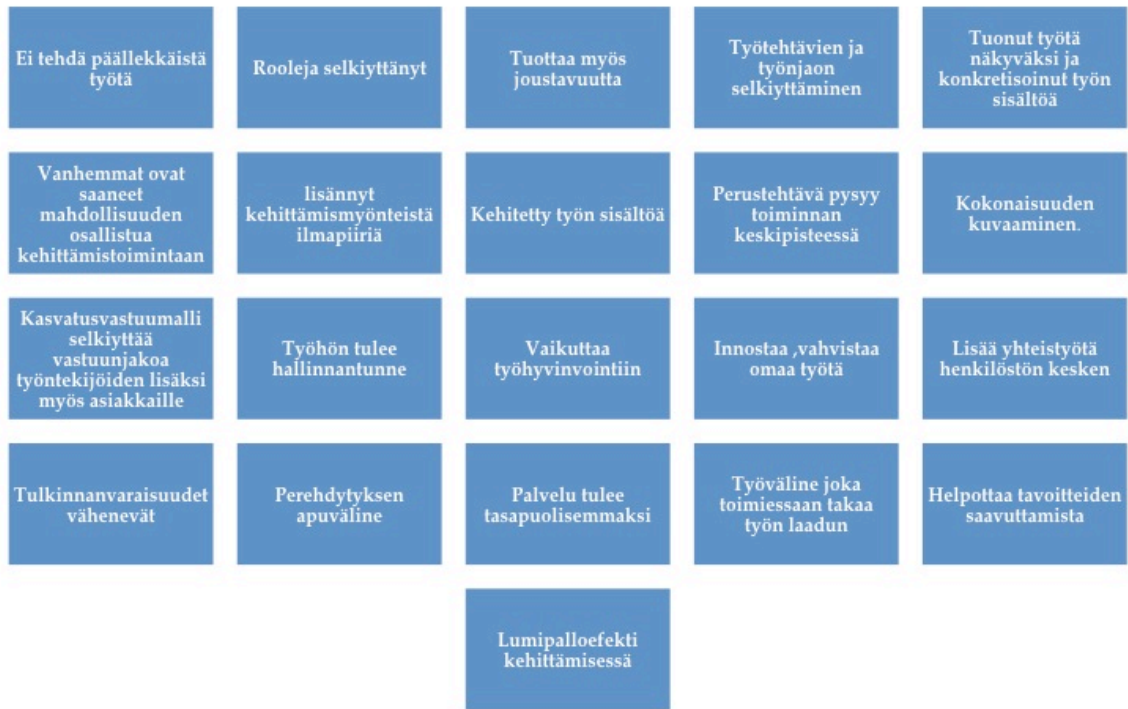 Ei tehdä päällekkäistä
työtä
Rooleja selkiyttänyt
Tuottaa myös
joustavuutta
Työtehtävien ja
työnjaon
selkiyttäminen
Tuonut työtä
näkyväksi ja
konkretisoinut työn
sisältöä
Vanhemmat ovat
saaneet
mahdollisuuden
osallistua
kehittämistoimintaan
lisännyt
kehittämismyönteistä
ilmapiiriä
Kehitetty työn sisältöä
Perustehtävä pysyy
toiminnan
keskipisteessä
Kokonaisuuden
kuvaaminen.
Kasvatusvastuumalli
selkiyttää
vastuunjakoa
työntekijöiden lisäksi
myös asiakkaille
Työhön tulee
hallinnantunne
Vaikuttaa
työhyvinvointiin
Innostaa ,vahvistaa
omaa työtä
Lisää yhteistyötä
henkilöstön kesken
Tulkinnanvaraisuudet
vähenevät
Perehdytyksen
apuväline
Palvelu tulee
tasapuolisemmaksi
Työväline joka
toimiessaan takaa
työn laadun
Helpottaa tavoitteiden
saavuttamista
Lumipalloefekti
kehittämisessä